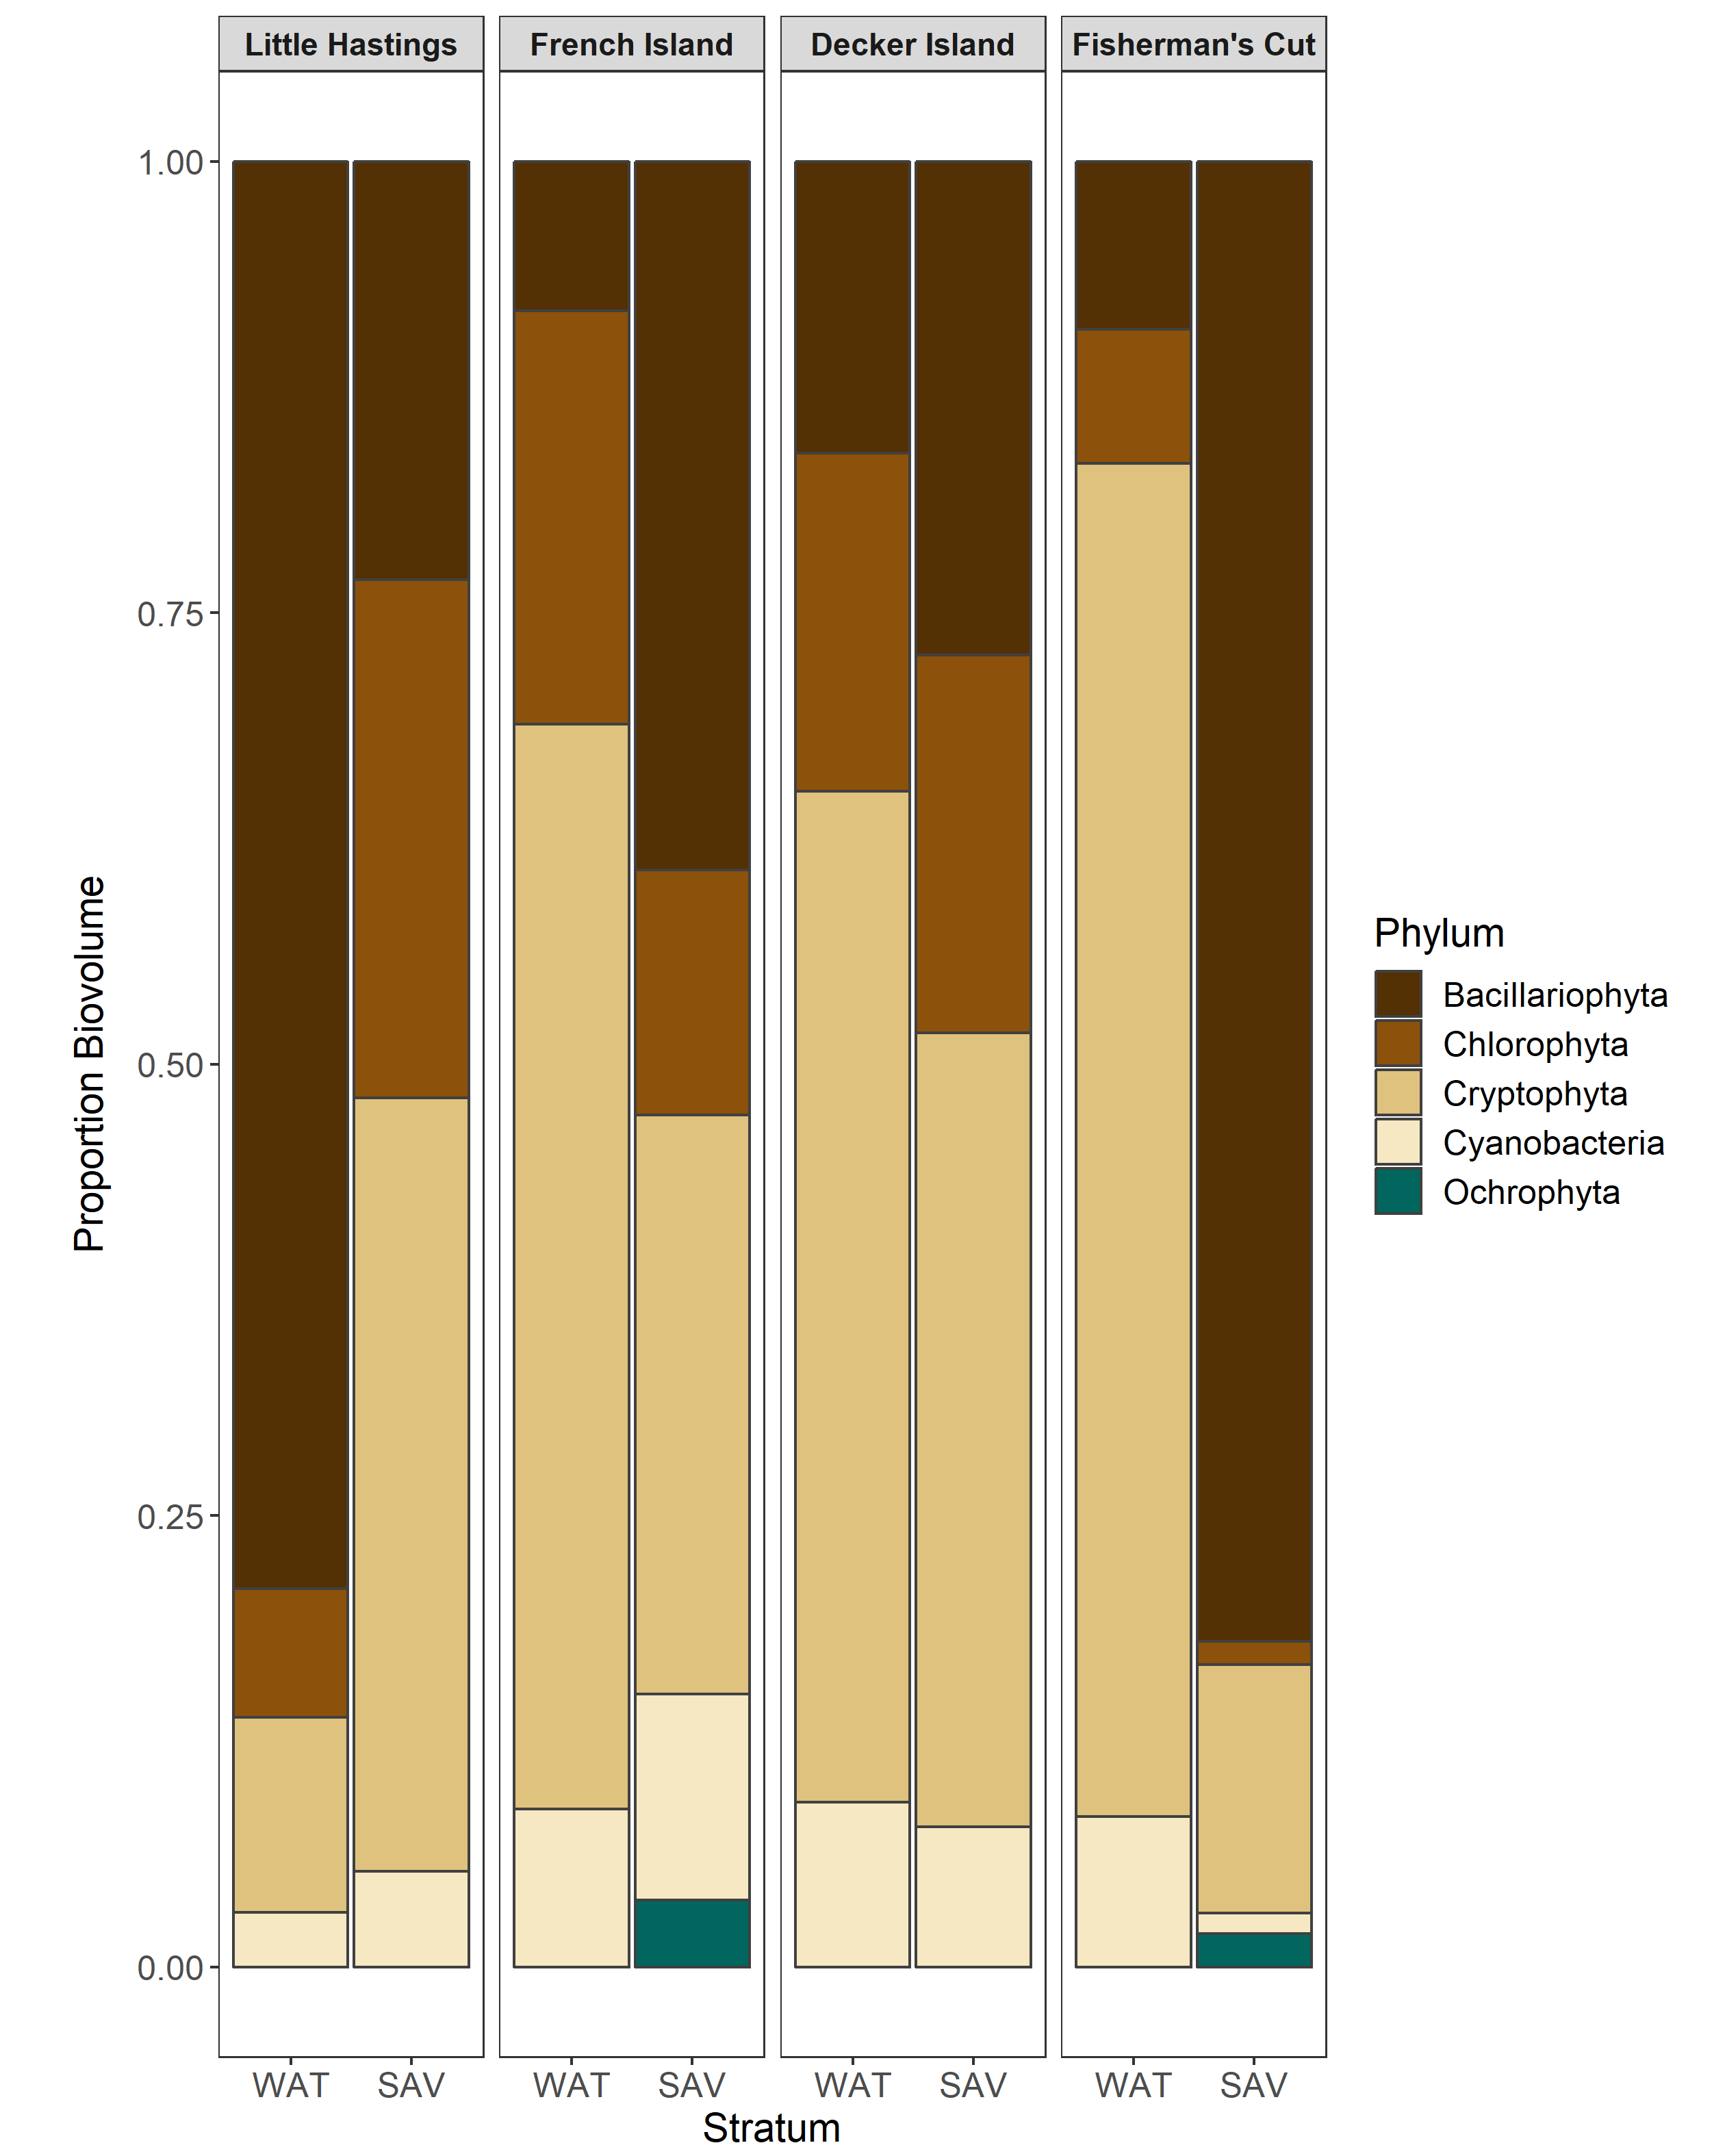 Little Hastings
French Island
Decker Island
Fisherman's Cut
1.00
0.75
0.50
0.25
0.00
Proportion Biovolume
WAT SAV
WAT SAV
WAT SAV
WAT SAV
Stratum
Phylum
Bacillariophyta
Chlorophyta
Cryptophyta
Cyanobacteria
Ochrophyta